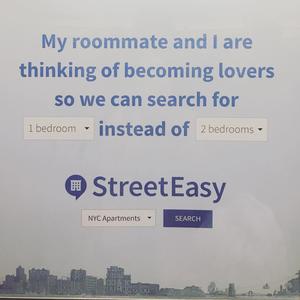 My roommate and I are
thinking of becoming lovers
so we can search for
1 bedroom instead of 2 bedrooms
StreetEasy
NYC Apartments SEARCH